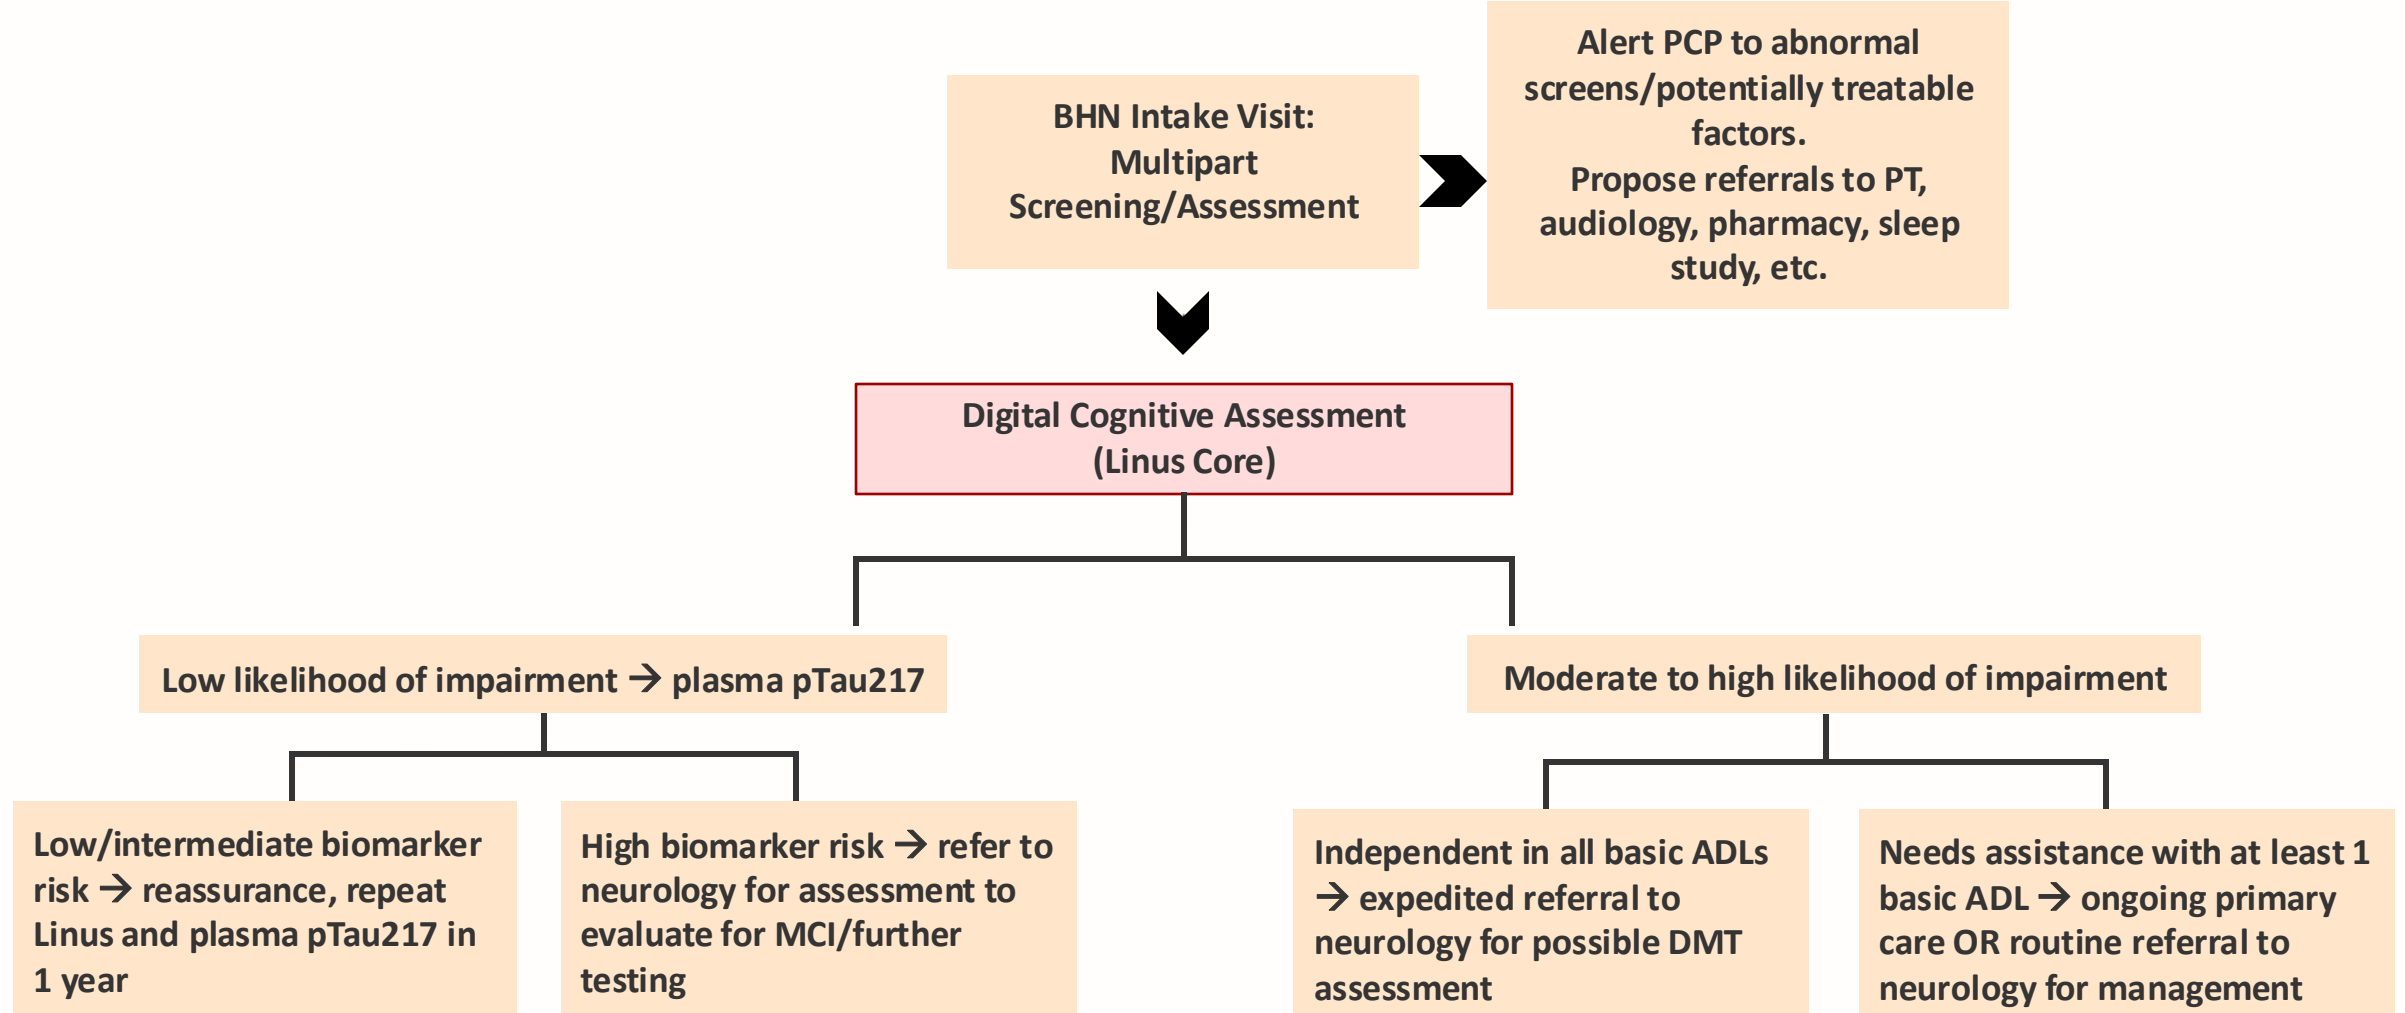 BHN Intake Visit:
Multipart
Screening/Assessment
Alert PCP to abnormal
screens/potentially treatable
factors.
Propose referrals to PT,
audiology, pharmacy, sleep
study, etc.
Digital Cognitive Assessment
(Linus Core)
Low likelihood of impairment → plasma pTau217
Moderate to high likelihood of impairment
Low/intermediate biomarker
risk → reassurance, repeat
Linus and plasma pTau217 in
1 year
High biomarker risk → refer to
neurology for assessment to
evaluate for MCI/further
testing
Independent in all basic ADLs
→ expedited referral to
neurology for possible DMT
assessment
Needs assistance with at least 1
basic ADL → ongoing primary
care OR routine referral to
neurology for management